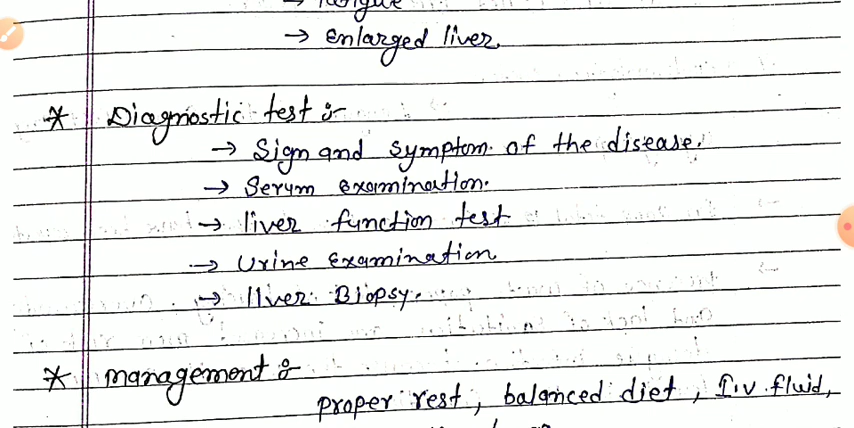 → fatigue
→ Enlarged liver.
* Diagnostic test :-
→ Sign and symptom of the disease.
→ Serum examination.
→ liver function test
→ Urine Examination
→ liver Biopsy.
* management :-
proper rest, balanced diet, I.v fluid,